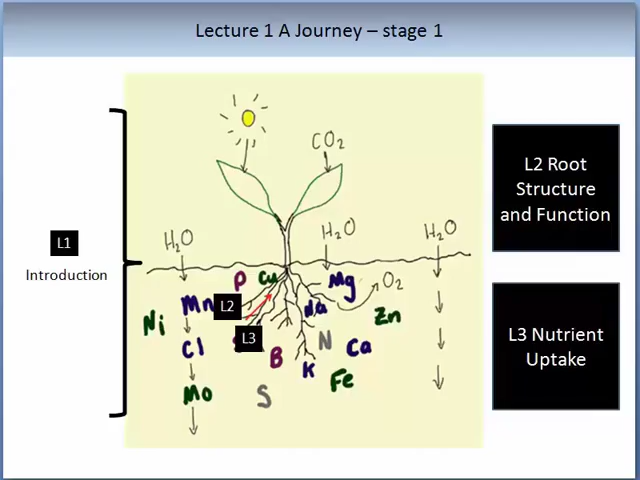 Lecture 1 A Journey – stage 1
CO2
L2 Root
Structure
and Function
H2O
H2O
H2O
L1
Introduction
P
Cu
Mg
O2
Mn
L2
Na
Zn
Ni
L3
N
L3 Nutrient
Uptake
Cl
B
Ca
K
Fe
Mo
S